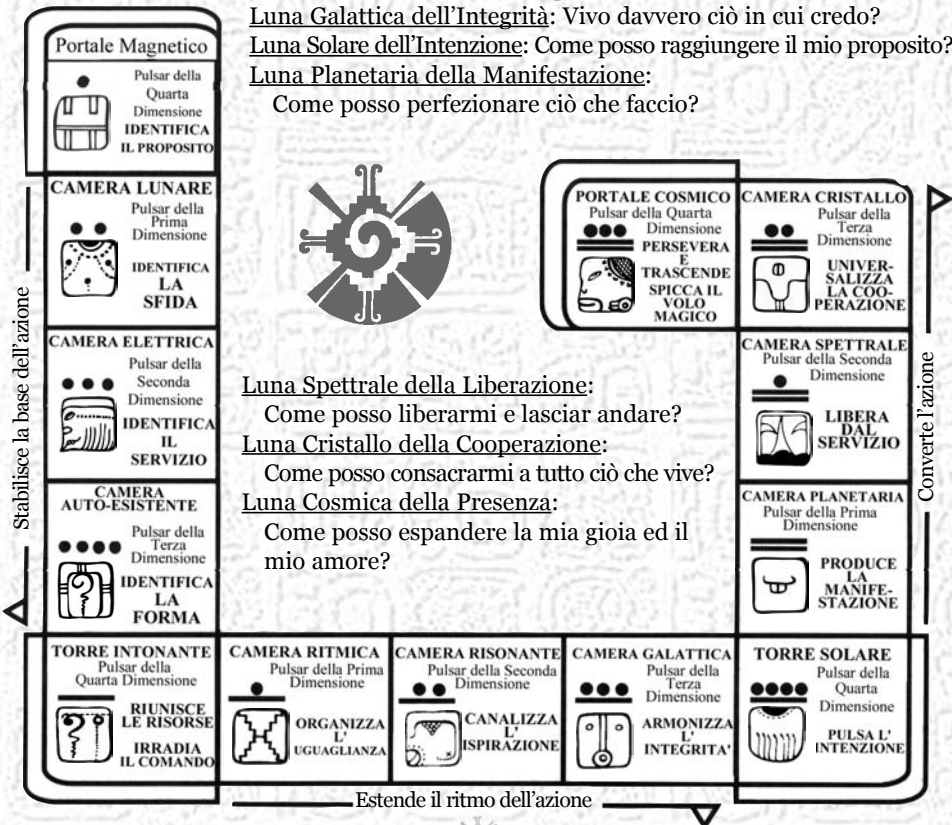 Luna Galattica dell'Integrità: Vivo davvero ciò in cui credo?
Luna Solare dell'Intenzione: Come posso raggiungere il mio proposito?
Luna Planetaria della Manifestazione:
Come posso perfezionare ciò che faccio?
Portale Magnetico
Pulsar della
Quarta
Dimensione
IDENTIFICA
IL PROPOSITO
CAMERA LUNARE
Pulsar della
Prima
Dimensione
IDENTIFICA
LA
SFIDA
CAMERA ELETTRICA
Pulsar della
Seconda
Dimensione
IDENTIFICA
IL
SERVIZIO
CAMERA
AUTO-ESISTENTE
Pulsar della
Terza
Dimensione
IDENTIFICA
LA
FORMA
Stabilisce la base dell'azione
Luna Spettrale della Liberazione:
Come posso liberarmi e lasciar andare?
Luna Cristallo della Cooperazione:
Come posso consacrarmi a tutto ciò che vive?
Luna Cosmica della Presenza:
Come posso espandere la mia gioia ed il
mio amore?
PORTALE COSMICO
Pulsar della Quarta
Dimensione
PERSEVERA
E
TRASCENDE
SPICCA IL
VOLO
MAGICO
CAMERA CRISTALLO
Pulsar della
Terza
Dimensione
UNIVER-
SALIZZA
LA COO-
PERAZIONE
CAMERA SPETTRALE
Pulsar della Seconda
Dimensione
LIBERA
DAL
SERVIZIO
CAMERA PLANETARIA
Pulsar della Prima
Dimensione
PRODUCE
LA
MANIFE-
STAZIONE
Converte l'azione
TORRE INTONANTE
Pulsar della
Quarta Dimensione
RIUNISCE
LE RISORSE
IRRADIA
IL COMANDO
CAMERA RITMICA
Pulsar della Prima
Dimensione
ORGANIZZA
L'
UGUAGLIANZA
CAMERA RISONANTE
Pulsar della Seconda
Dimensione
CANALIZZA
L'
ISPIRAZIONE
CAMERA GALATTICA
Pulsar della
Terza
Dimensione
ARMONIZZA
L'
INTEGRITA'
TORRE SOLARE
Pulsar della
Quarta
Dimensione
PULSA L'
INTENZIONE
Estende il ritmo dell'azione